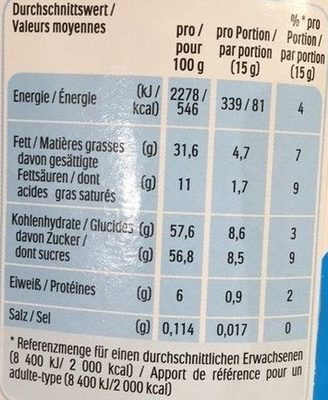 Durchschnittswert /
Valeurs moyennes
pro / pour 100 g
pro Portion / par portion (15 g)
%* pro Portion / par portion (15 g)
Energie / Énergie (kJ / kcal) 2278 / 546 339 / 81 4
Fett / Matières grasses (g) 31,6 4,7 7
davon gesättigte
Fettsäuren / dont (g) 11 1,7 9
acides gras saturés
Kohlenhydrate / Glucides (g) 57,6 8,6 3
davon Zucker /
dont sucres (g) 56,8 8,5 9
Eiweiß / Protéines (g) 6 0,9 2
Salz / Sel (g) 0,114 0,017 0
* Referenzmenge für einen durchschnittlichen Erwachsenen
(8 400 kJ/ 2 000 kcal) / Apport de référence pour un
adulte-type (8 400 kJ/2 000 kcal)